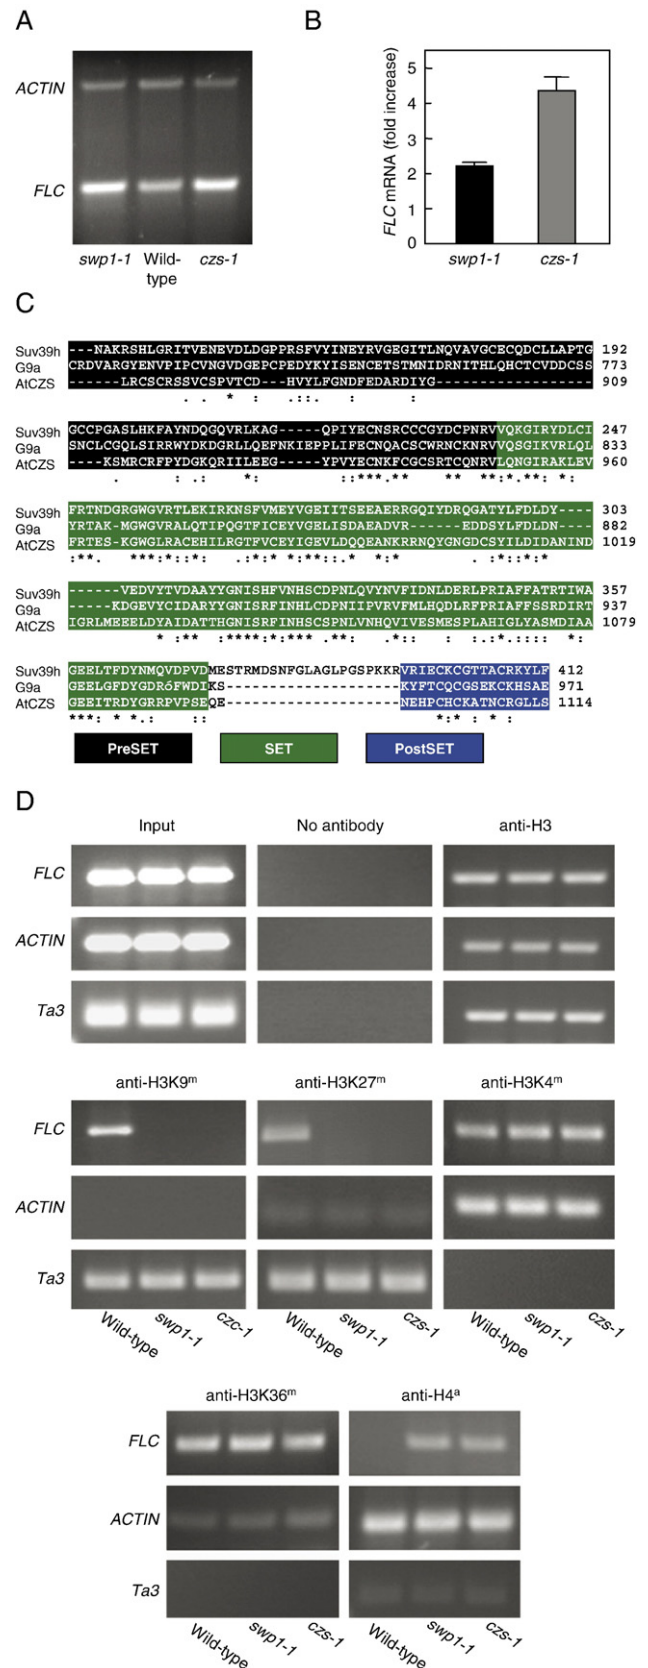 A
ACTIN
FLC
swp1-1 Wild-type czs-1
B
FLC mRNA (fold increase)
5
4
3
2
1
0
swp1-1 czs-1
C
Suv39h ---NAKRSHLGRITVENEVDLDGPPRSFVYINEYRVGEGITLNQVAVGCECQDCLLAPTG 192
G9a CRDVARGYENVPIPCVNGVDGEPCPEDYKYISENCETSTMNIDRNITHLQHCTCVDDCSS 773
AtCZS ------LRCSCRSSVCSPVTCD--HVYLFGNDFEDARDIYG------------------- 909
. . * : .::. : :
Suv39h GCCPGASLHKFAYNDQGQVRLKAG-----QPIYECNSRCCCGYDCPNRVVQKGIRYDLCI 247
G9a SNCLCGQLSIRRWYDKDGRLLQEFNKIEPPLIFECNQACSCWRNCKNRVVQSGIKVRLQL 833
AtCZS ----KSMRCRFPYDGKQRIILEEG-----YPVYECNKFCGCSRTCQNRVLQNGIRAKLEV 960
Suv39h FRTNDGRGWGVRTLEKIRKNSFVMEYVGEIITSEEAERRGQIYDRQGATYLFDLDY---- 303
G9a YRTAK-MGWGVRALQTIPQGTFICEYVGELISDAEADVR-----EDDSYLFDLDN---- 882
AtCZS FRTES-KGWGLRACEHILRGTFVCEYIGEVLDQQEANKRRNQYGNGDCSYILDIDANIND 1019
Suv39h ------VEDVYTVDAAYYGNISHFVNHSCDPNLQVYNVFIDNLDERLPRIAFFATRTIWA 357
G9a ------KDGEVYCIDARYYGNISRFINHLCDPNIIPVRVFMLHQDLRFPRIAFFSSRDIRT 937
AtCZS IGRLMEEELDYAIDATTHGNISRFINHSCSPNLVNHQVIVESMESPLAHIGLYASMDIAA 1079
Suv39h GEELTFDYNMQVDPVDMESTRMDSNFGLAGLPGSPKKRVRIECKCGTTACRKYLF 412
G9a GEELGFDYGDRóFWDIKS--------------------KYFTCQCGSEKCKHSAE 971
AtCZS GEEITRDYGRRPVPSEQE--------------------NEHPCHCKATNCRGLLS 1114
PreSET SET PostSET
D
Input No antibody anti-H3
FLC
ACTIN
Ta3
anti-H3K9m anti-H3K27m anti-H3K4m
FLC
ACTIN
Ta3
Wild-type swp1-1 czc-1 Wild-type swp1-1 czs-1 Wild-type swp1-1 czs-1
anti-H3K36m anti-H4a
FLC
ACTIN
Ta3
Wild-type swp1-1 czs-1 Wild-type swp1-1 czs-1